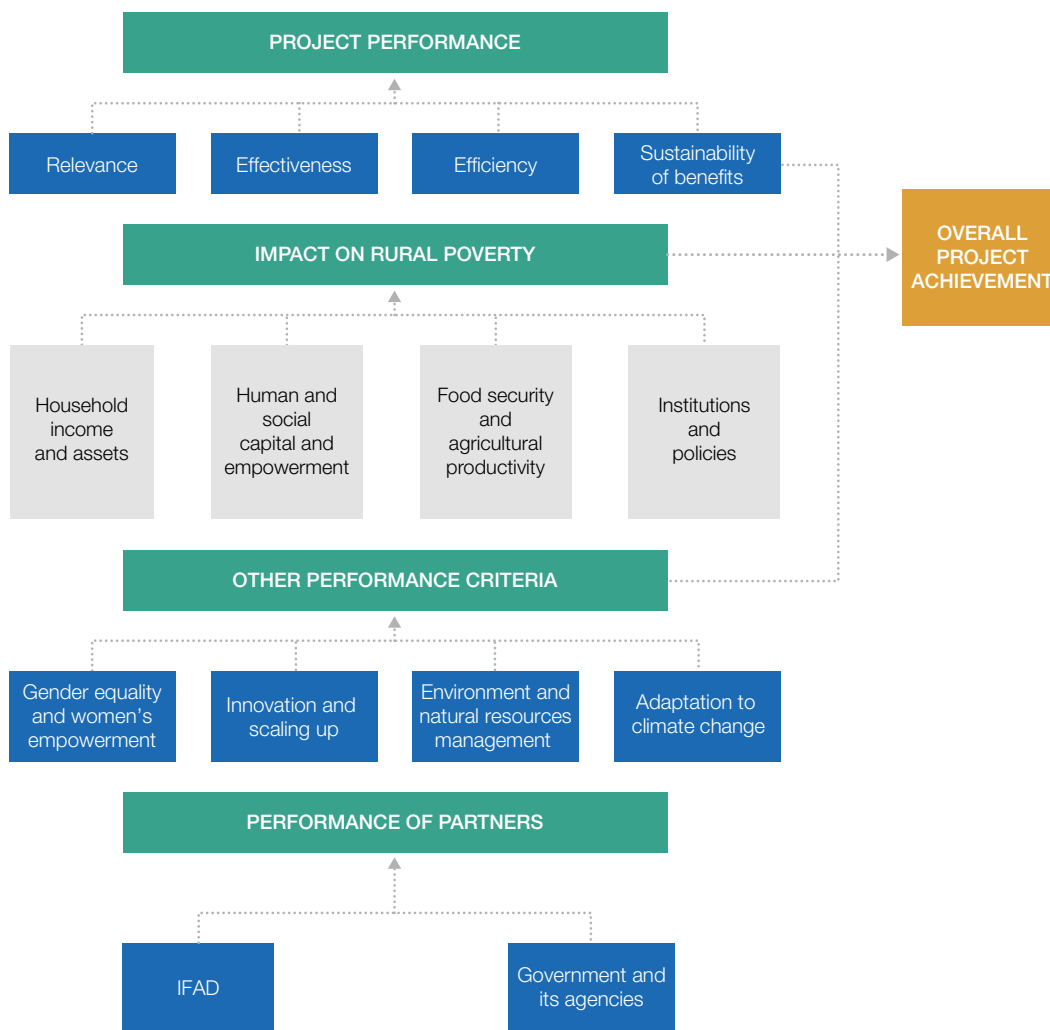 PROJECT PERFORMANCE
Relevance
Effectiveness
Efficiency
Sustainability
of benefits
IMPACT ON RURAL POVERTY
OVERALL
PROJECT
ACHIEVEMENT
Household
income
and assets
Human and
social
capital and
empowerment
Food security
and
agricultural
productivity
Institutions
and
policies
OTHER PERFORMANCE CRITERIA
Gender equality
and women's
empowerment
Innovation and
scaling up
Environment and
natural resources
management
Adaptation to
climate change
PERFORMANCE OF PARTNERS
IFAD
Government and
its agencies